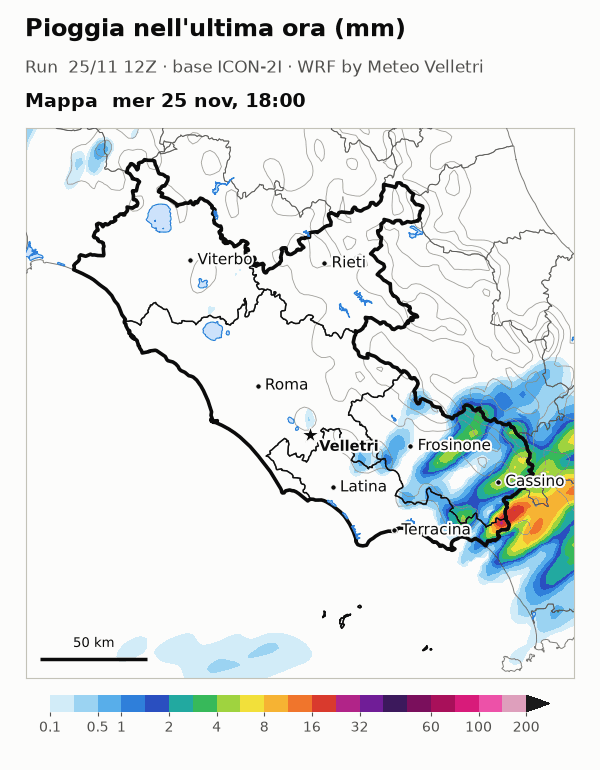 Pioggia nell'ultima ora (mm)
Run  25/11 12Z · base ICON-2I · WRF by Meteo Velletri
Mappa  mer 25 nov, 18:00
Viterbo
Rieti
Roma
Velletri
Frosinone
Cassino
Latina
Terracina
50 km
0.1 0.5 1 2 4 8 16 32 60 100 200